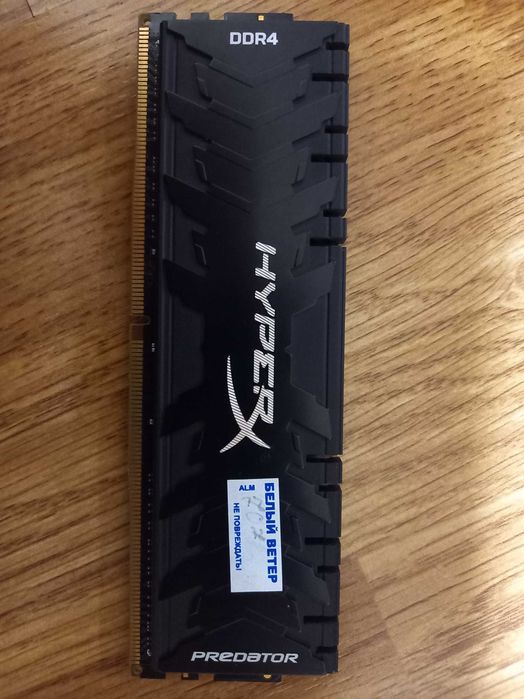 DDR4
HYPERX
БЕЛЫЙ ВЕТЕР
ALM
НЕ ПОВРЕЖДАТЬ!
PREDATOR